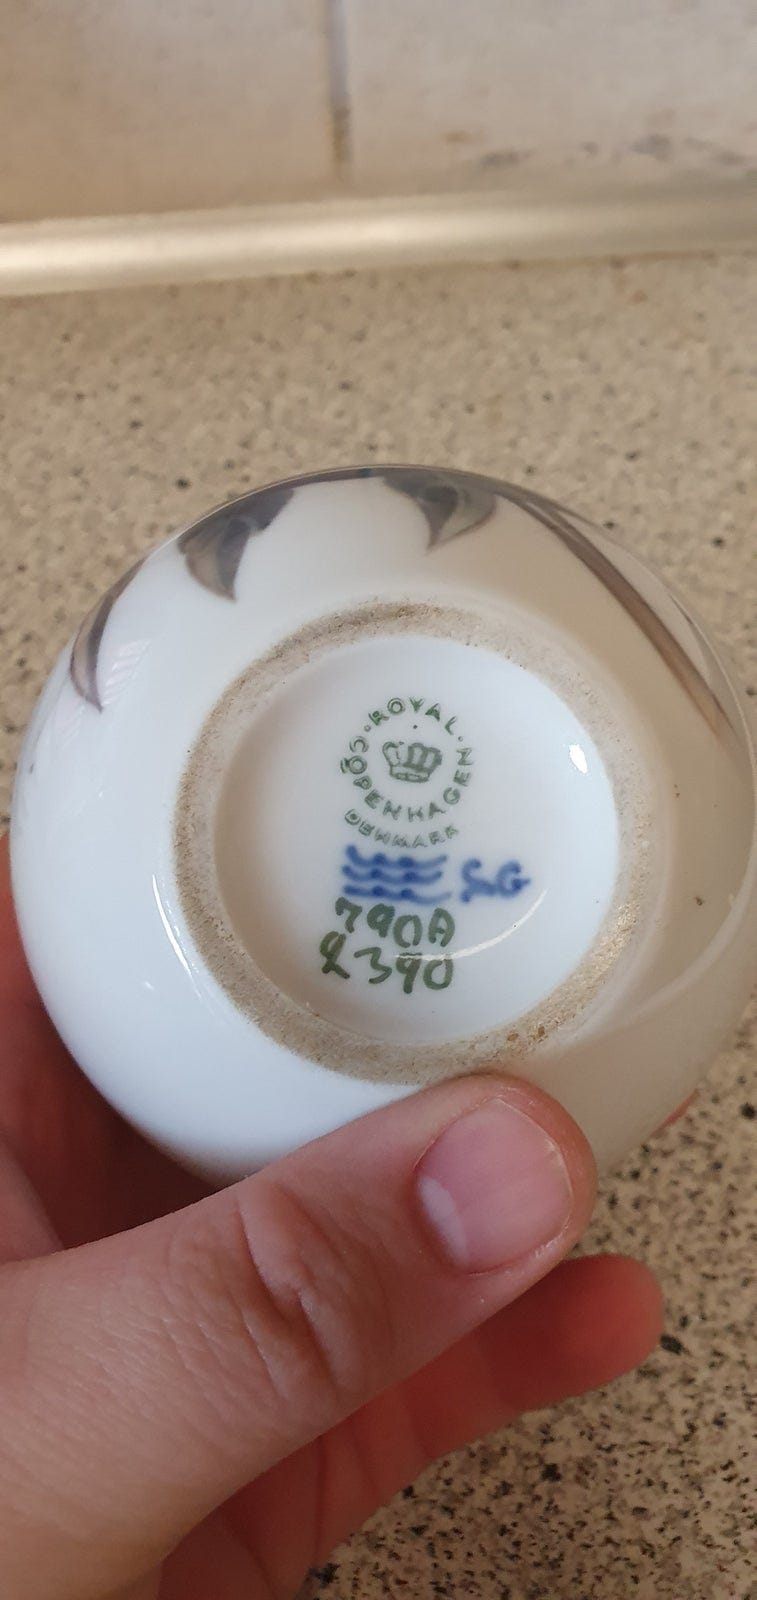 ROYAL
COPENHAGEN
DENMARK
SG
790A
2390